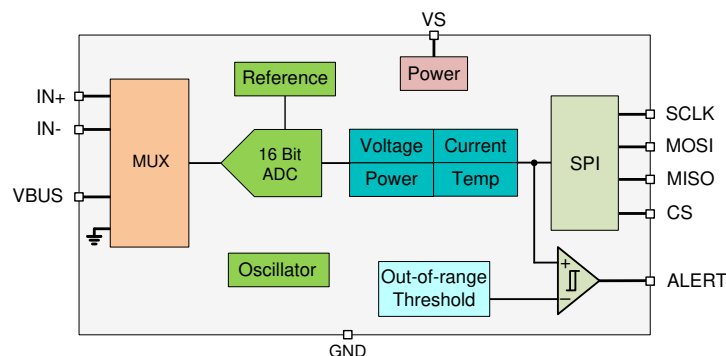 VS
IN+
IN-
VBUS
MUX
Reference
16 Bit
ADC
Power
Voltage
Current
Power
Temp
SPI
SCLK
MOSI
MISO
CS
Oscillator
Out-of-range
Threshold
+
−
ALERT
GND